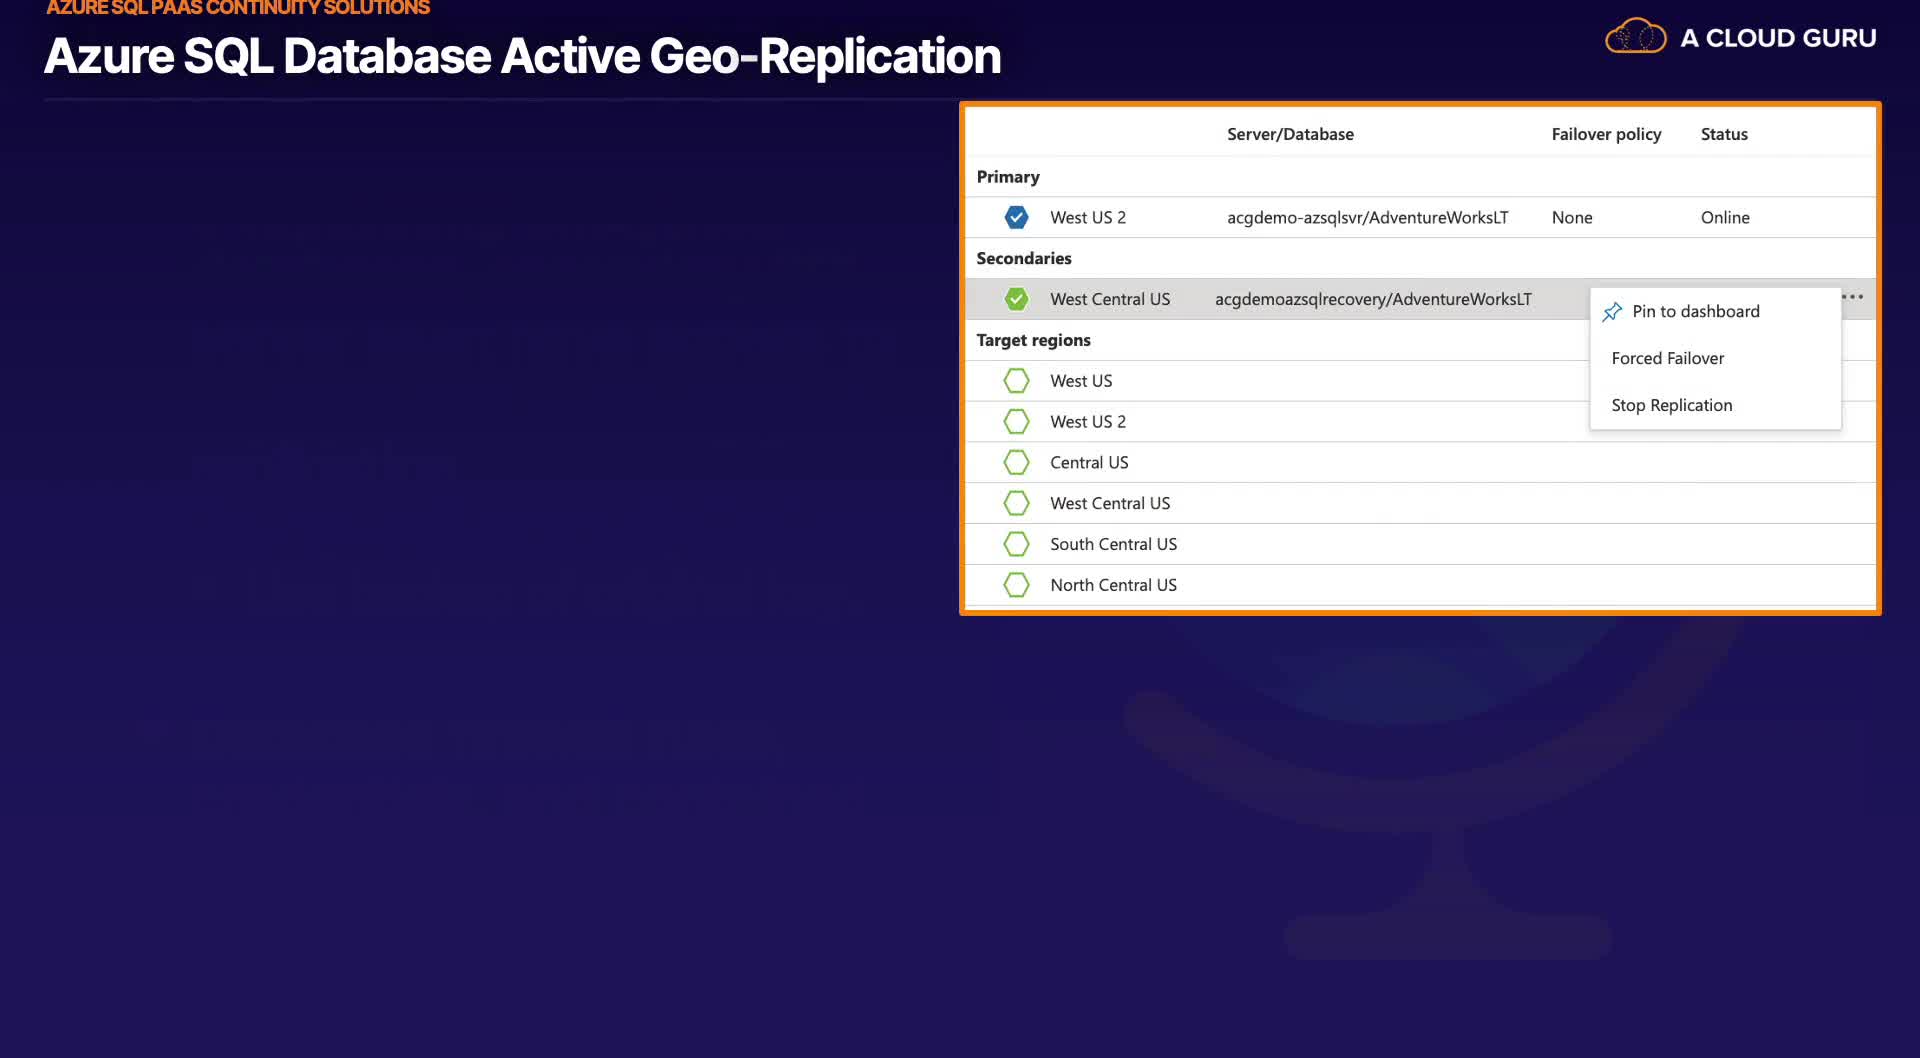 AZURE SQL PAAS CONTINUITY SOLUTIONS
Azure SQL Database Active Geo-Replication
A CLOUD GURU
Server/Database Failover policy Status
Primary
West US 2 acgdemo-azsqlsvr/AdventureWorksLT None Online
Secondaries
West Central US acgdemoazsqlrecovery/AdventureWorksLT
Pin to dashboard
Forced Failover
Stop Replication
Target regions
West US
West US 2
Central US
West Central US
South Central US
North Central US